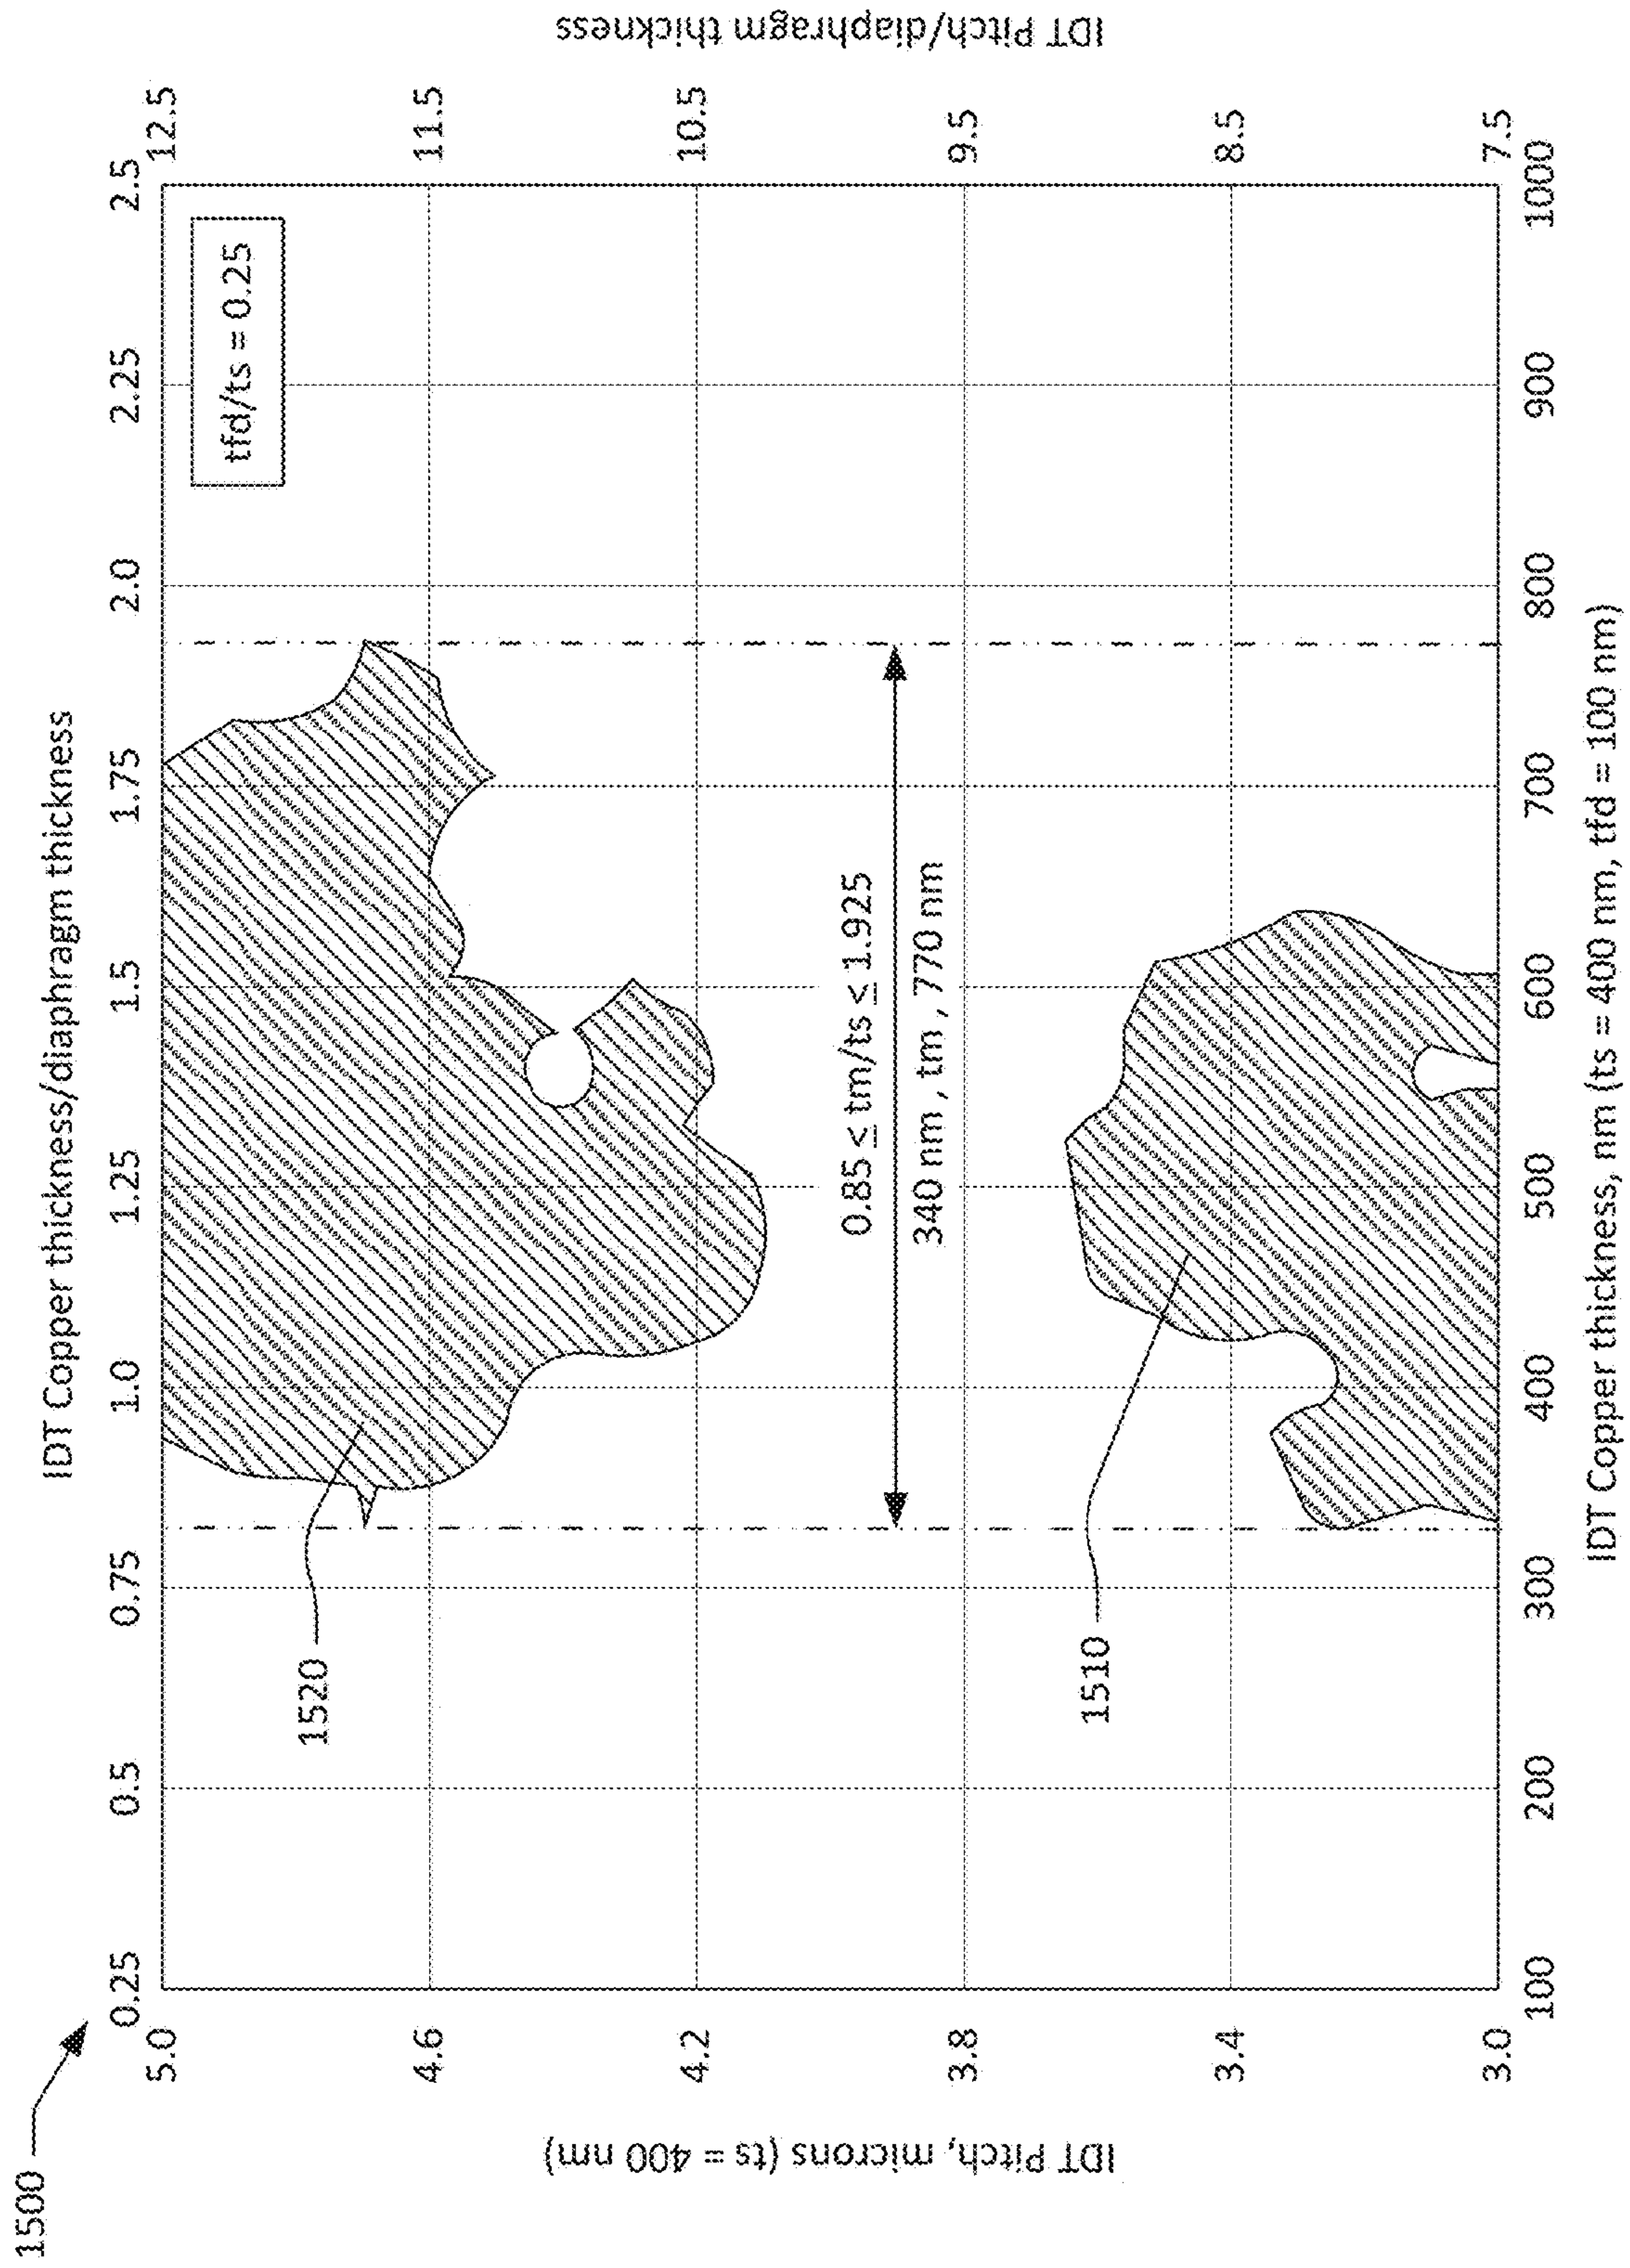 1500
IDT Copper thickness/diaphragm thickness
0.25 0.5 0.75 1.0 1.25 1.5 1.75 2.0 2.25 2.5
tfd/ts = 0.25
1520
1510
0.85 ≤ tm/ts ≤ 1.925
340 nm , tm , 770 nm
IDT Pitch, microns (ts = 400 nm)
5.0
4.6
4.2
3.8
3.4
3.0
12.5
11.5
10.5
9.5
8.5
7.5
IDT Pitch/diaphragm thickness
100 200 300 400 500 600 700 800 900 1000
IDT Copper thickness, nm (ts = 400 nm, tfd = 100 nm)